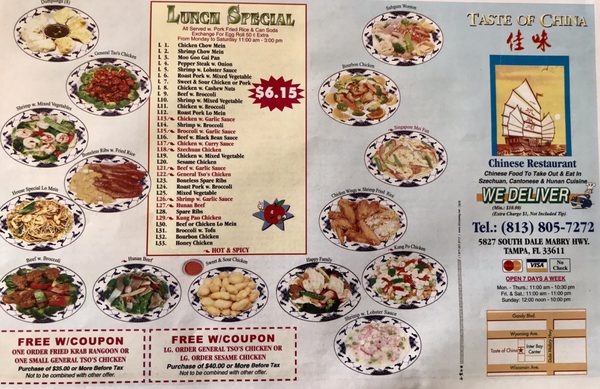 Dumplings (8)
General Tso's Chicken
Shrimp w. Mixed Vegetable
Boneless Ribs w. Fried Rice
House Special Lo Mein
Beef w. Broccoli
Hunan Beef
Sweet & Sour Chicken
LUNCH SPECIAL
All Served w. Pork Fried Rice & Can Soda
Exchange For Egg Roll 50 ¢ Extra
From Monday to Saturday 11:00 am - 3:00 pm
$6.15
L 1. Chicken Chow Mein
L 2. Shrimp Chow Mein
L 3. Moo Goo Gai Pan
L 4. Pepper Steak w. Onion
L 5. Shrimp w. Lobster Sauce
L 6. Roast Pork w. Mixed Vegetable
L 7. Sweet & Sour Chicken or Pork
L 8. Chicken w. Cashew Nuts
L 9. Beef w. Broccoli
L10. Shrimp w. Mixed Vegetable
L11. Chicken w. Broccoli
L12. Roast Pork Lo Mein
L13. Chicken w. Garlic Sauce
L14. Shrimp w. Broccoli
L15. Broccoli w. Garlic Sauce
L16. Beef w. Black Bean Sauce
L17. Chicken w. Curry Sauce
L18. Szechuan Chicken
L19. Chicken w. Mixed Vegetable
L20. Sesame Chicken
L21. Beef w. Garlic Sauce
L22. General Tso's Chicken
L23. Boneless Spare Ribs
L24. Roast Pork w. Broccoli
L25. Mixed Vegetable
L26. Shrimp w. Garlic Sauce
L27. Hunan Beef
L28. Spare Ribs
L29. Kung Pao Chicken
L30. Beef or Chicken Lo Mein
L31. Broccoli w. Tofu
L32. Bourbon Chicken
L33. Honey Chicken
HOT & SPICY
Subgum Wonton
Bourbon Chicken
Singapore Mei Fun
Chicken Wings w. Shrimp Fried Rice
Happy Family
Kung Po Chicken
Shrimp w. Lobster Sauce
FREE W/COUPON
ONE ORDER FRIED KRAB RANGOON or
ONE SMALL GENERAL TSO'S CHICKEN
Purchase of $35.00 or More Before Tax
Not to be combined with other offer.
FREE W/COUPON
LG. ORDER GENERAL TSO'S CHICKEN or
LG. ORDER SESAME CHICKEN
Purchase of $40.00 or More Before Tax
Not to be combined with other offer.
TASTE OF CHINA
佳味
Chinese Restaurant
Chinese Food To Take Out & Eat In
Szechuan, Cantonese & Hunan Cuisine
WE DELIVER
(Min.: $10.00)
(Extra Charge $1, Not Included Tip)
Tel.: (813) 805-7272
5827 SOUTH DALE MABRY HWY.
TAMPA, FL 33611
MasterCard
VISA
No
Check
OPEN 7 DAYS A WEEK
Mon. - Thurs.: 11:00 am - 10:30 pm
Fri. & Sat.: 11:00 am - 11:00 pm
Sunday: 12:00 noon - 10:00 pm
Gandy Blvd.
Wyoming Ave.
Taste of China
Inter Bay
Center
Wisconsin Ave.
Dale Mabry Hwy.